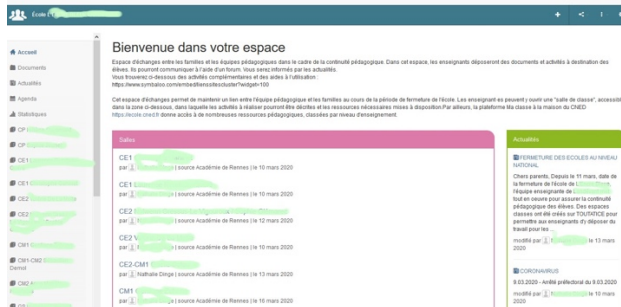 École
Accueil
Documents
Actualités
Agenda
Statistiques
CP
CP
CE1
CE1
CE2
CE2
CM1
CM1-CM2
CM2
Bienvenue dans votre espace
Espace d'échanges entre les familles et les équipes pédagogiques dans le cadre de la continuité pédagogique. Dans cet espace, les enseignants déposeront des documents et activités à destination des
élèves. Ils pourront communiquer à l'aide d'un forum. Vous serez informés par les actualités.
Vous trouverez ci-dessous des activités complémentaires et des aides à l'utilisation :
Cet espace d'échanges permet de maintenir un lien entre l'équipe pédagogique et les familles au cours de la période de fermeture de l'école. Les enseignant es peuvent y ouvrir une "salle de classe", accessibl
dans la zone ci-dessous, dans laquelle les activités à réaliser pourront être décrites et les ressources nécessaires mises à disposition.Par ailleurs, la plateforme Ma classe à la maison du CNED
https://ecole.cned.fr donne accès à de nombreuses ressources pédagogiques, classées par niveau d'enseignement.
Salles
CE1
par | source Académie de Rennes | le 10 mars 2020
CE1
par | source Académie de Rennes | le 10 mars 2020
CE2
par | source Académie de Rennes | le 12 mars 2020
CE2 V
par | source Académie de Rennes | le 10 mars 2020
CE2-CM1
par Nathalie Dirge | source Académie de Rennes | le 13 mars 2020
CM1
par | source Académie de Rennes | le 16 mars 2020
Actualités
FERMETURE DES ECOLES AU NIVEAU
NATIONAL
Chers parents, Depuis le 11 mars, date de
la fermeture de l'école de
l'équipe enseignante de
tout en oeuvre pour assurer la continuité
pédagogique des élèves. Des espaces
classes ont été créés sur TOUTATICE pour
permettre aux enseignants d'y déposer du
travail pour les ...
modifié par le 13 mars
2020
CORONAVIRUS
9.03.2020 - Arrêté préfectoral du 9.03.2020
modifié par le 10 mars
2020